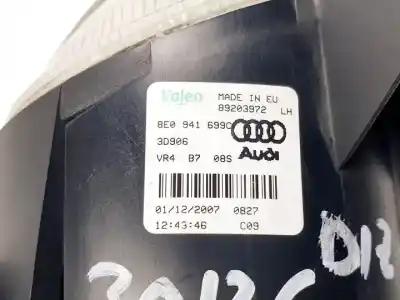 Valeo
MADE IN EU
89203972 LH
8E0 941 699C
3D906
VR4 B7 08S
Audi
01/12/2007 0827
12:43:46 C09